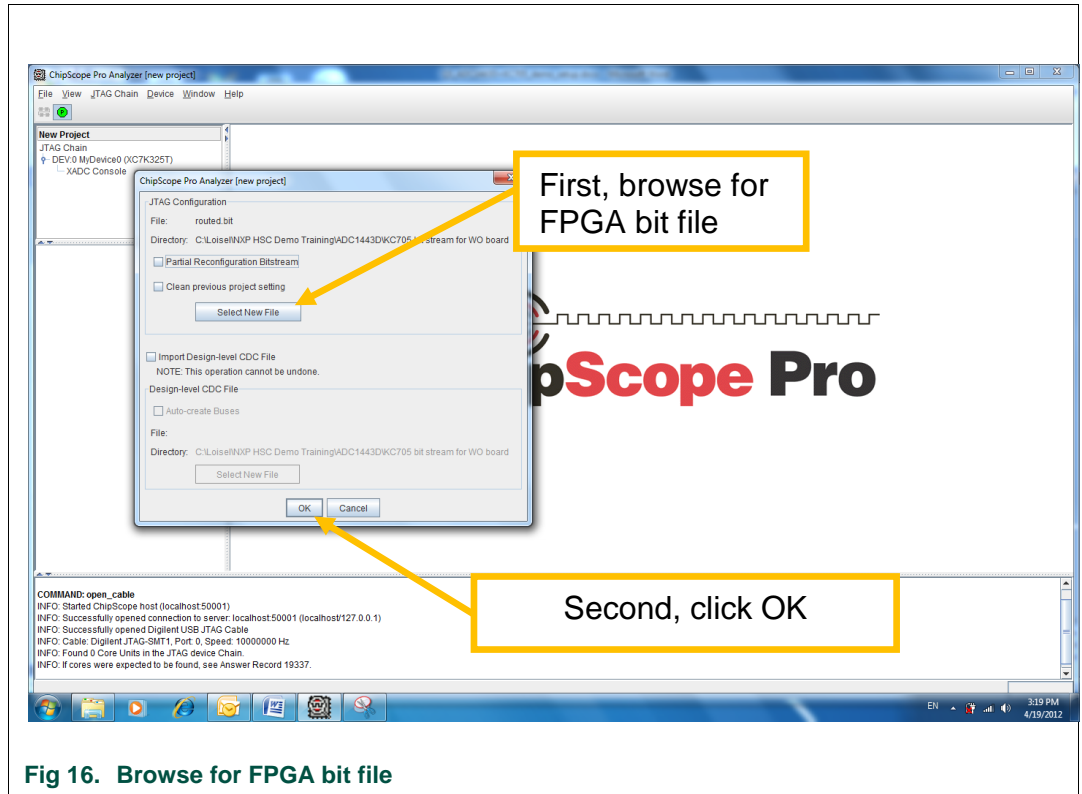 ChipScope Pro Analyzer [new project]
File View JTAG Chain Device Window Help
New Project
JTAG Chain
DEV:0 MyDevice0 (XC7K325T)
XADC Console
ChipScope Pro Analyzer [new project]
JTAG Configuration
File: routed.bit
Directory: C:\Loisel\NXP HSC Demo Training\ADC1443D\KC705 bit stream for WO board
Partial Reconfiguration Bitstream
Clean previous project setting
Select New File
Import Design-level CDC File
NOTE: This operation cannot be undone.
Design-level CDC File
Auto-create Buses
File:
Directory: C:\Loisel\NXP HSC Demo Training\ADC1443D\KC705 bit stream for WO board
Select New File
OK Cancel
First, browse for
FPGA bit file
pScope Pro
Second, click OK
COMMAND: open_cable
INFO: Started ChipScope host (localhost:50001)
INFO: Successfully opened connection to server: localhost:50001 (localhost/127.0.0.1)
INFO: Successfully opened Digilent USB JTAG Cable
INFO: Cable: Digilent JTAG-SMT1, Port: 0, Speed: 10000000 Hz
INFO: Found 0 Core Units in the JTAG device Chain.
INFO: If cores were expected to be found, see Answer Record 19337.
EN
3:19 PM
4/19/2012
Fig 16. Browse for FPGA bit file